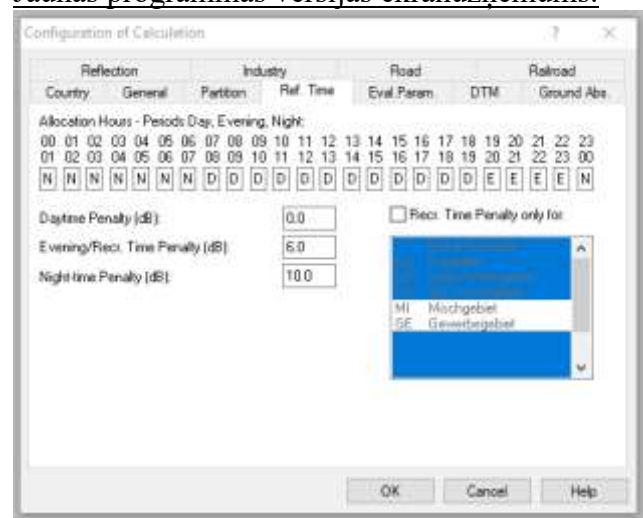 Jaunās programmas versijas ekrānuzņēmums:
Configuration of Calculation ? ×
Reflection Industry Road Railroad
Country General Partition Ref. Time Eval.Param. DTM Ground Abs.
Allocation Hours - Periods Day, Evening, Night:
00 01 02 03 04 05 06 07 08 09 10 11 12 13 14 15 16 17 18 19 20 21 22 23
01 02 03 04 05 06 07 08 09 10 11 12 13 14 15 16 17 18 19 20 21 22 23 00
N N N N N N N D D D D D D D D D D D D E E E E N
Daytime Penalty (dB): 0.0
Recr. Time Penalty only for:
Evening/Recr. Time Penalty (dB): 6.0
Night-time Penalty (dB): 10.0
MI Mischgebiet
GE Gewerbegebiet
OK Cancel Help